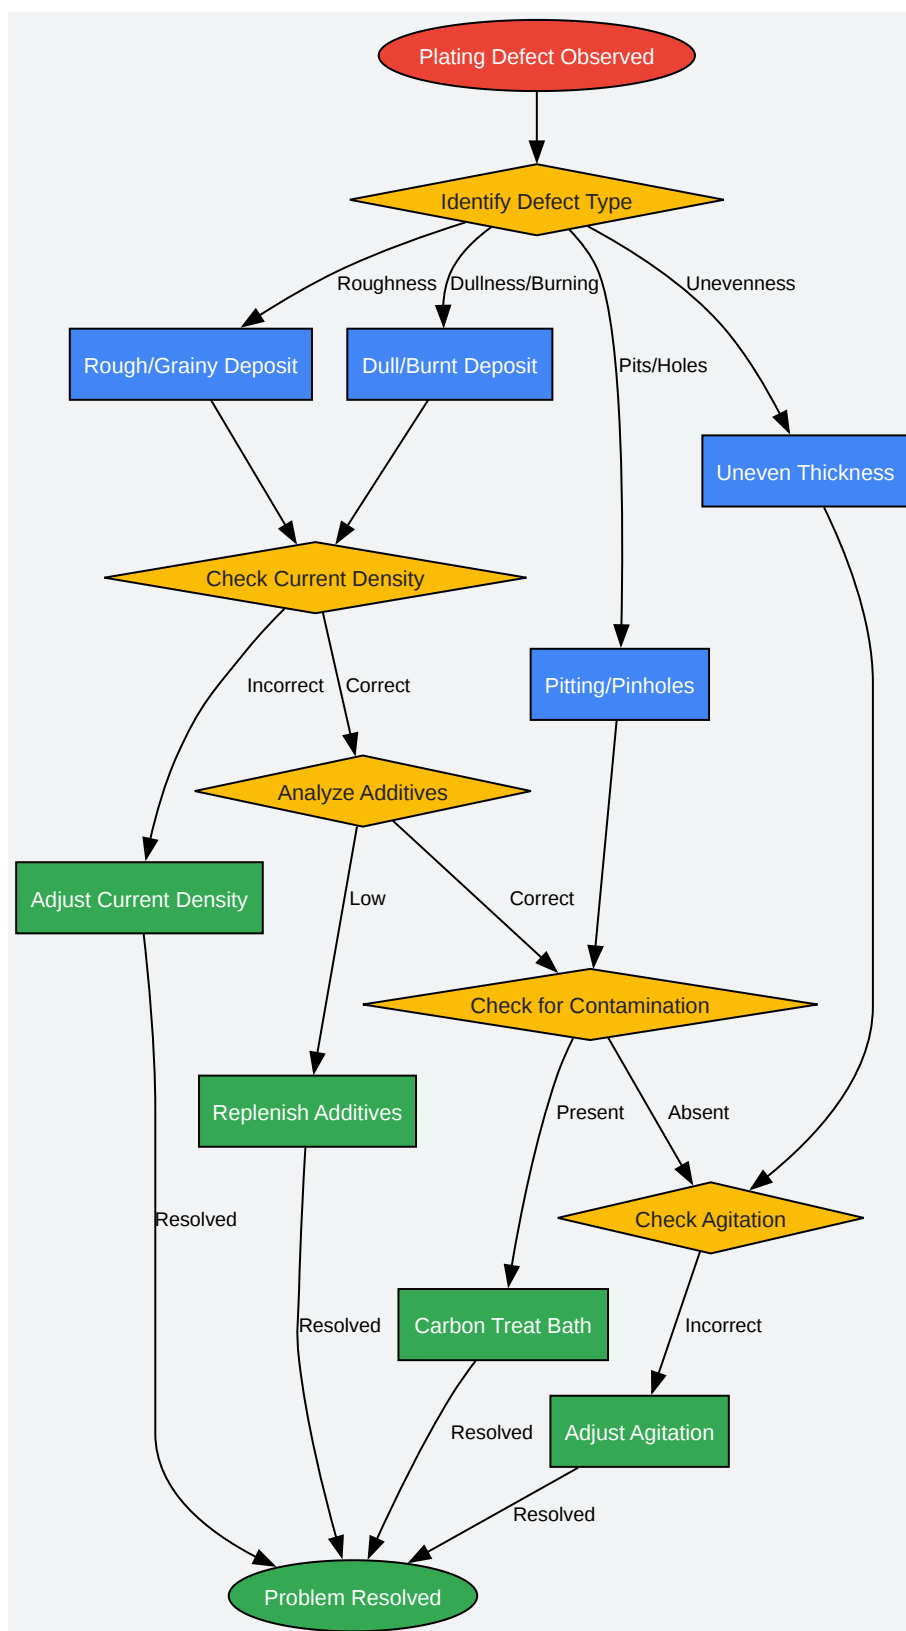 Plating Defect Observed
Identify Defect Type
Roughness
Dullness/Burning
Unevenness
Rough/Grainy Deposit
Dull/Burnt Deposit
Pits/Holes
Uneven Thickness
Check Current Density
Incorrect
Correct
Pitting/Pinholes
Analyze Additives
Adjust Current Density
Low
Correct
Check for Contamination
Replenish Additives
Present
Absent
Resolved
Check Agitation
Resolved
Carbon Treat Bath
Incorrect
Resolved
Adjust Agitation
Resolved
Problem Resolved